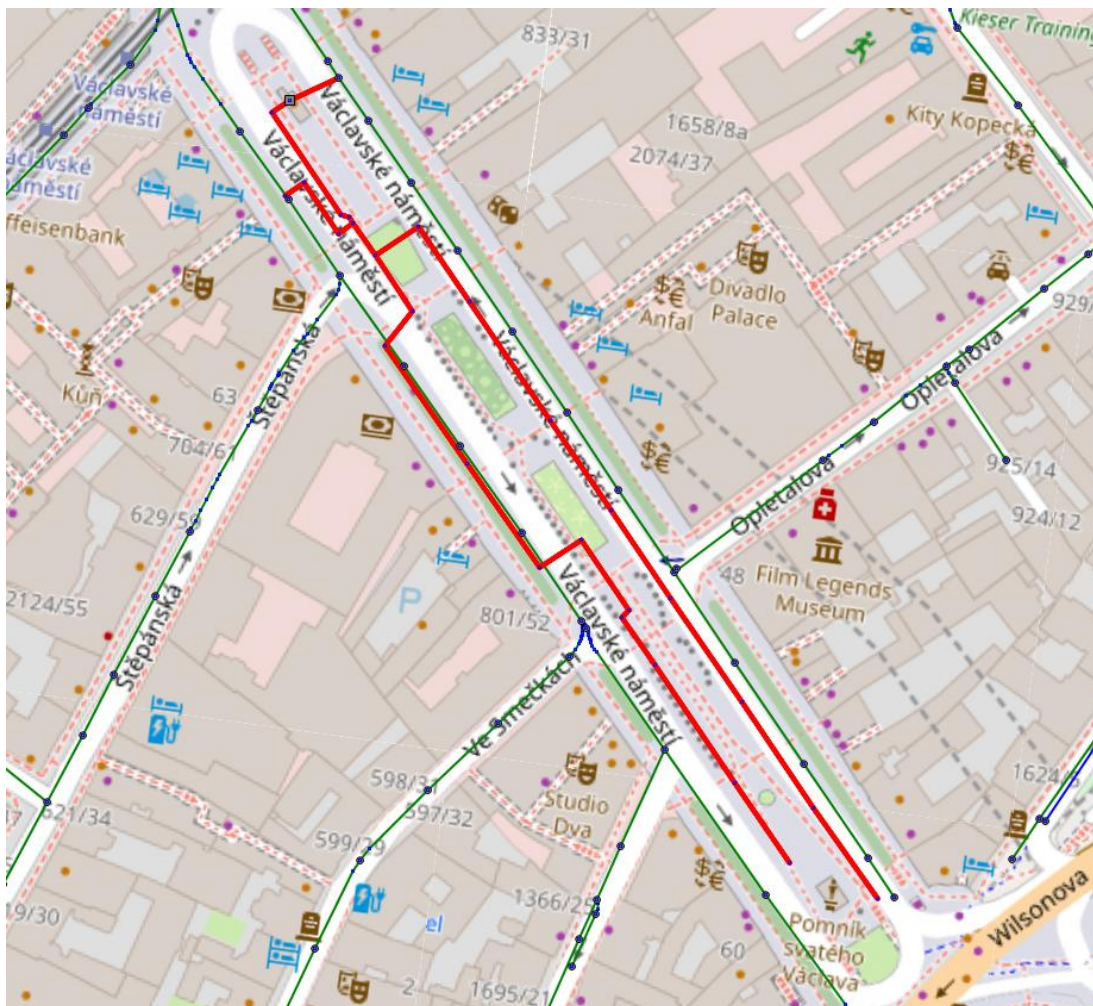 Kieser Training
833/31
Václavské
náměstí
Václavské
náměstí
Václavské náměstí
Kity Kopecká
1658/8a
2074/37
Václavské náměstí
ffeisenbank
Divadlo
Palace
Anfal
929/
Kůň
63
Štěpánská
704/61
Václavské náměstí
Opletalova
925/14
924/12
Opletalova
629/59
48
Film Legends
Museum
P
2124/55
801/52
Václavské náměstí
Štěpánská
Ve Smečkách
598/31
597/32
1624/
621/34
Studio
Dva
599/29
1366/25
19/30
el
Pomník
svatého
Václava
Wilsonova
60
2
1695/21